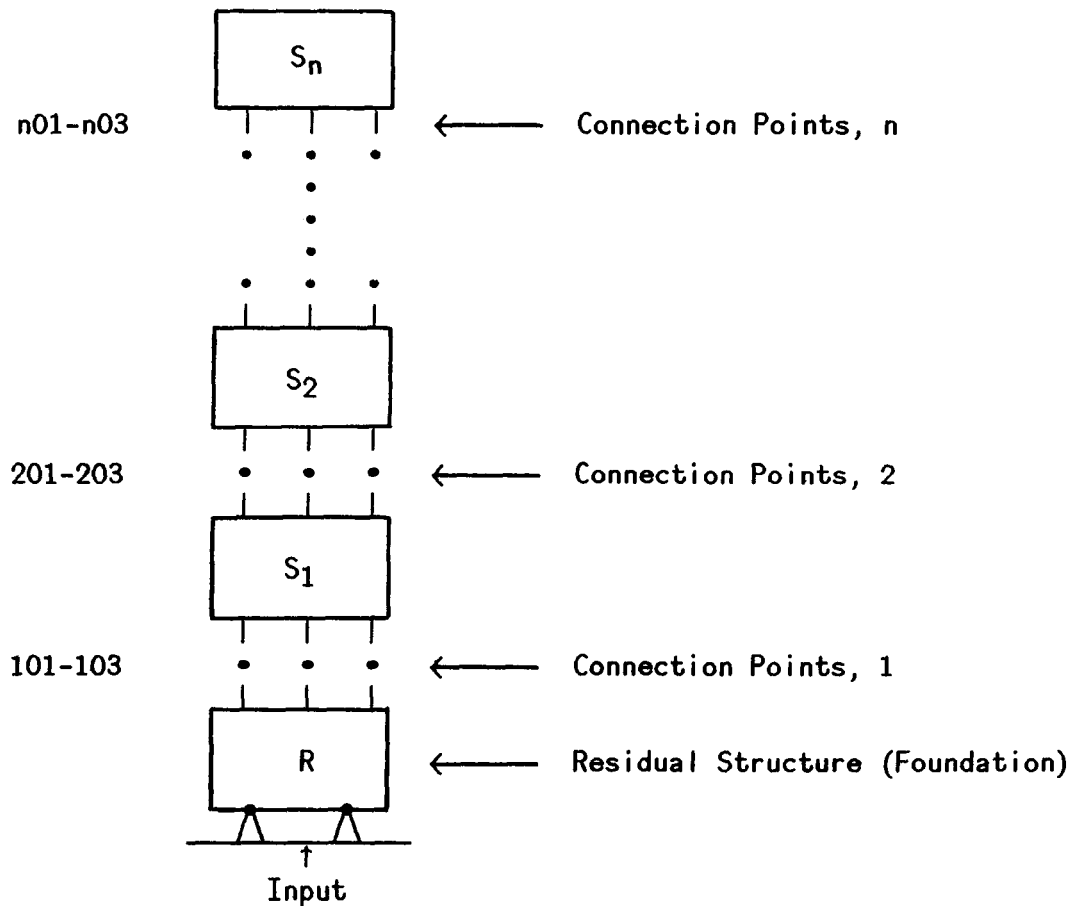 Sn
n01-n03 Connection Points, n
S2
201-203 Connection Points, 2
S1
101-103 Connection Points, 1
R Residual Structure (Foundation)
Input